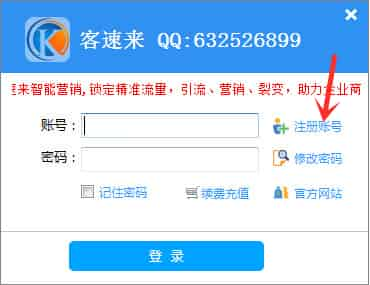 客速来 QQ:632526899
速来智能营销,锁定精准流量，引流、营销、裂变，助力企业商
账号：
注册账号
密码：
修改密码
记住密码
续费充值
官方网站
登录